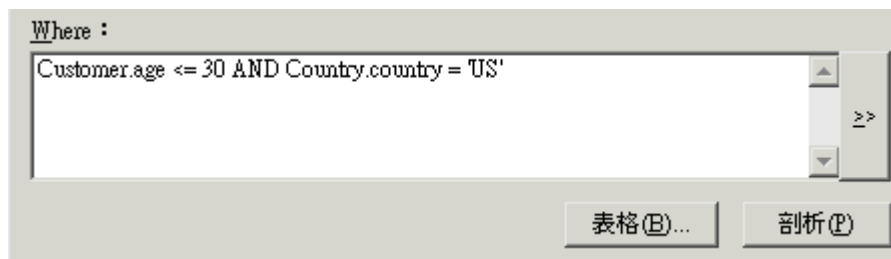 Where：
Customer.age <= 30 AND Country.country = 'US'
>>
表格(B)... 剖析(P)